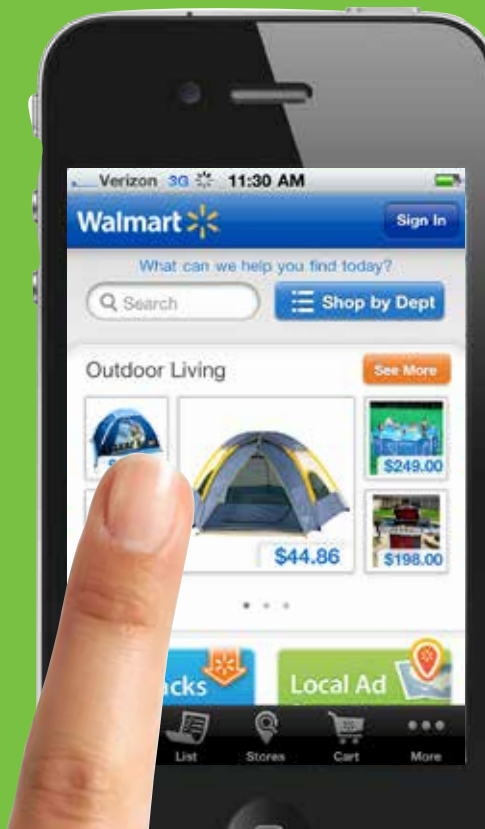 Verizon 3G 11:30 AM
Walmart Sign In
What can we help you find today?
Search Shop by Dept
Outdoor Living See More
$249.00
$44.86 $198.00
Local Ad
List Stores Cart More